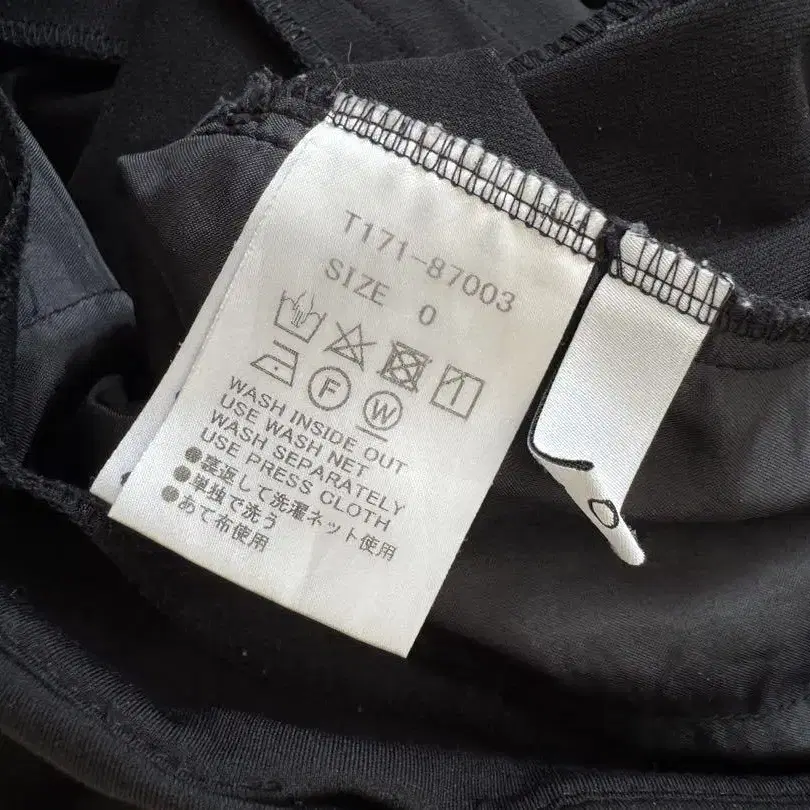 T171-87003
SIZE 0
F W
WASH INSIDE OUT
USE WASH NET
WASH SEPARATELY
USE PRESS CLOTH
●裏返して洗濯ネット使用
●単独で洗う
●あて布使用